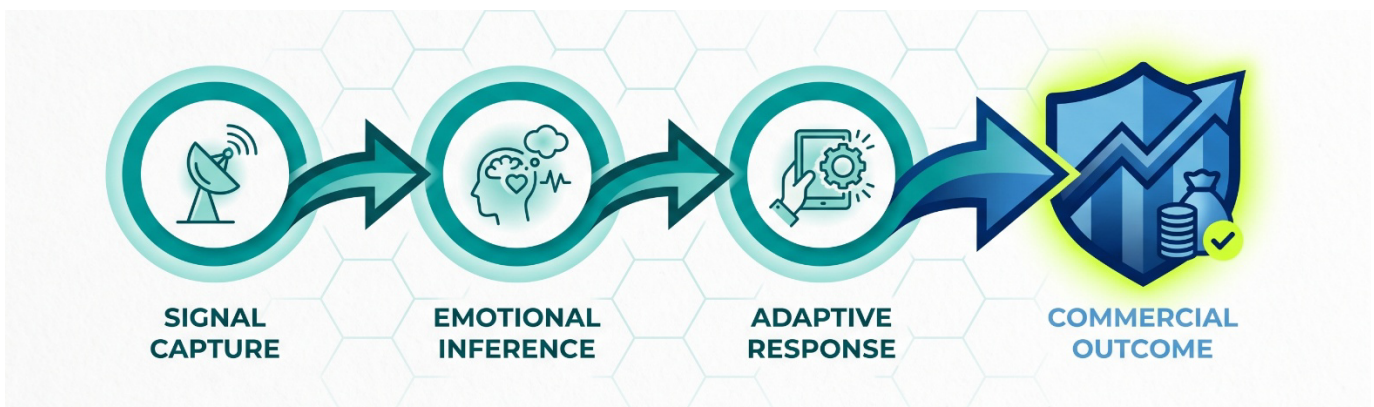 SIGNAL
CAPTURE
EMOTIONAL
INFERENCE
ADAPTIVE
RESPONSE
COMMERCIAL
OUTCOME